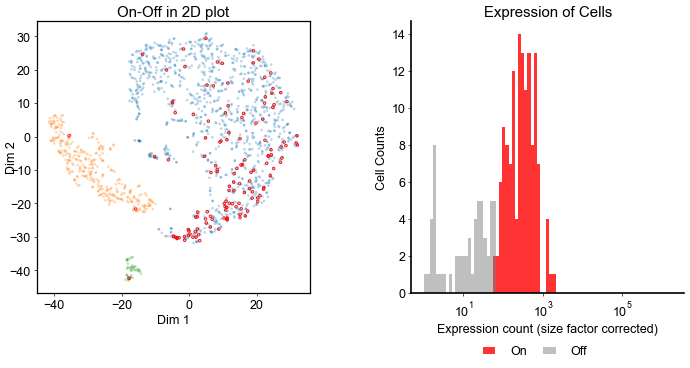 On-Off in 2D plot
Dim 2
30
20
10
0
−10
−20
−30
−40
−40
−20
0
20
Dim 1
Expression of Cells
Cell Counts
14
12
10
8
6
4
2
0
10^1
10^3
10^5
Expression count (size factor corrected)
On
Off